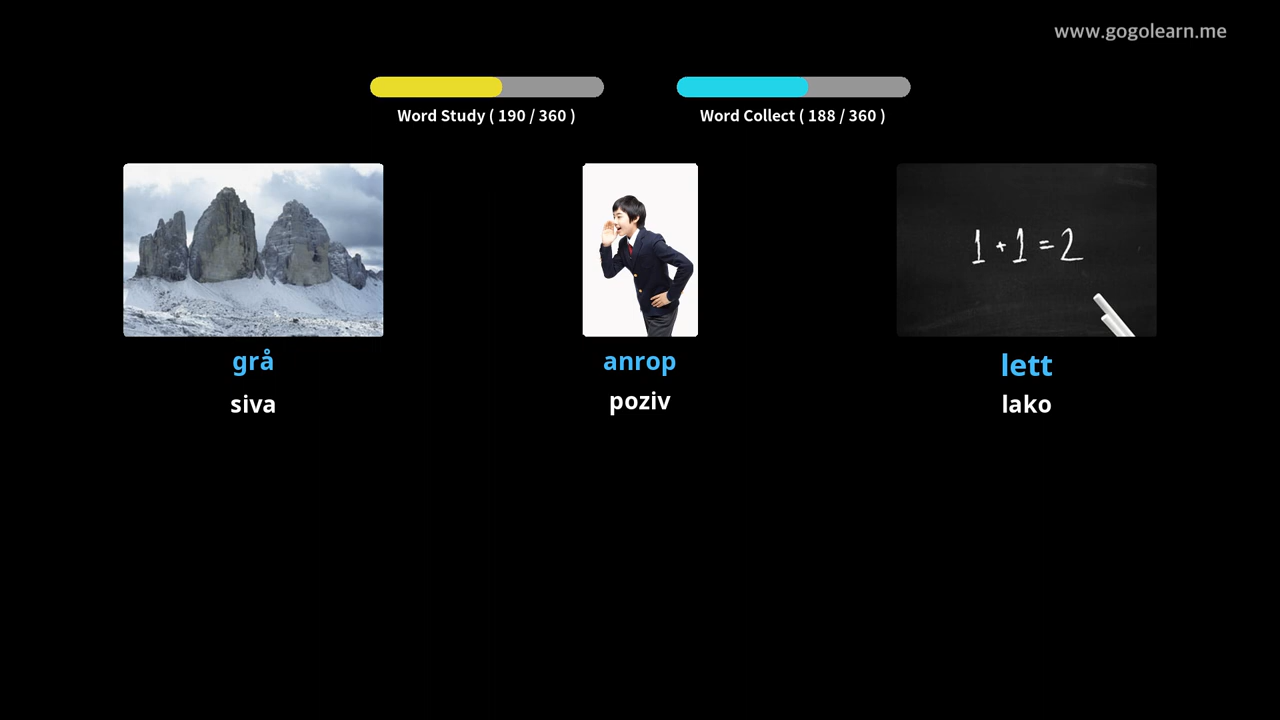 www.gogolearn.me
Word Study ( 190 / 360 )
Word Collect ( 188 / 360 )
1 + 1 = 2
grå
anrop
lett
siva
poziv
lako